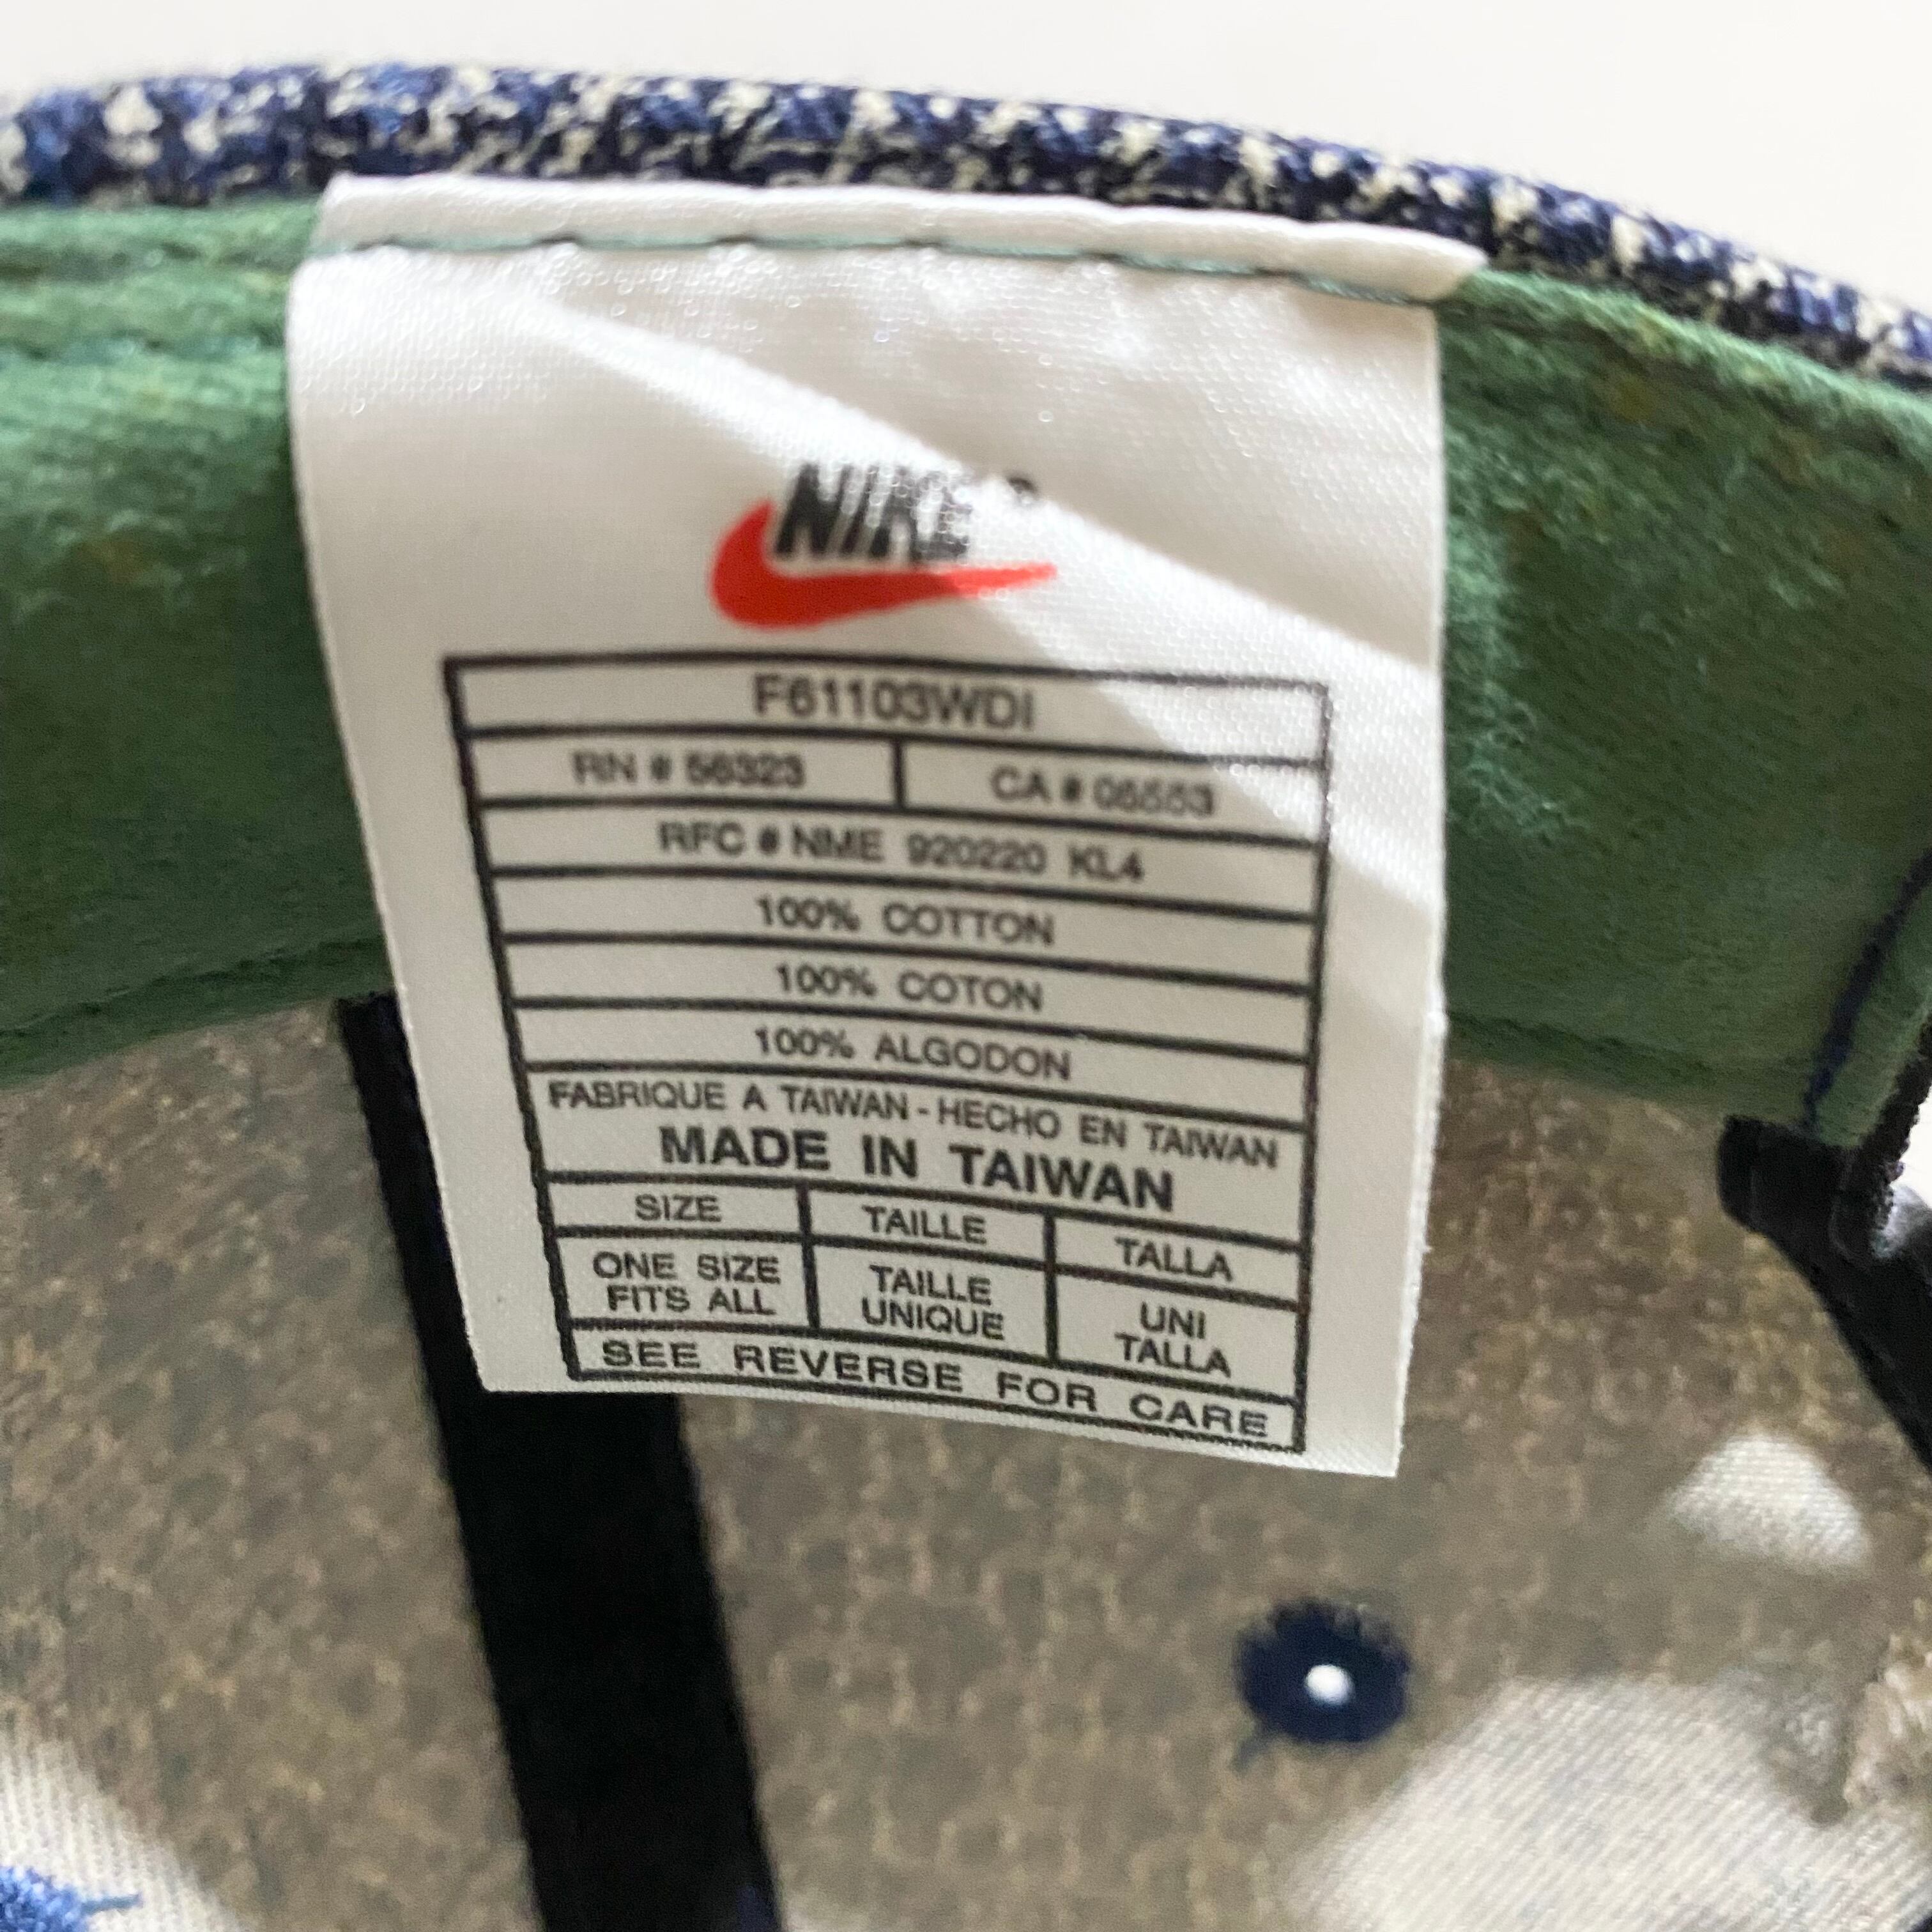 NIKE®
F61103WDI
RN # 56323
CA # 05553
RFC # NME 920220 KL4
100% COTTON
100% COTON
100% ALGODON
FABRIQUE A TAIWAN - HECHO EN TAIWAN
MADE IN TAIWAN
SIZE
TAILLE
TALLA
ONE SIZE
FITS ALL
TAILLE
UNIQUE
UNI
TALLA
SEE REVERSE FOR CARE